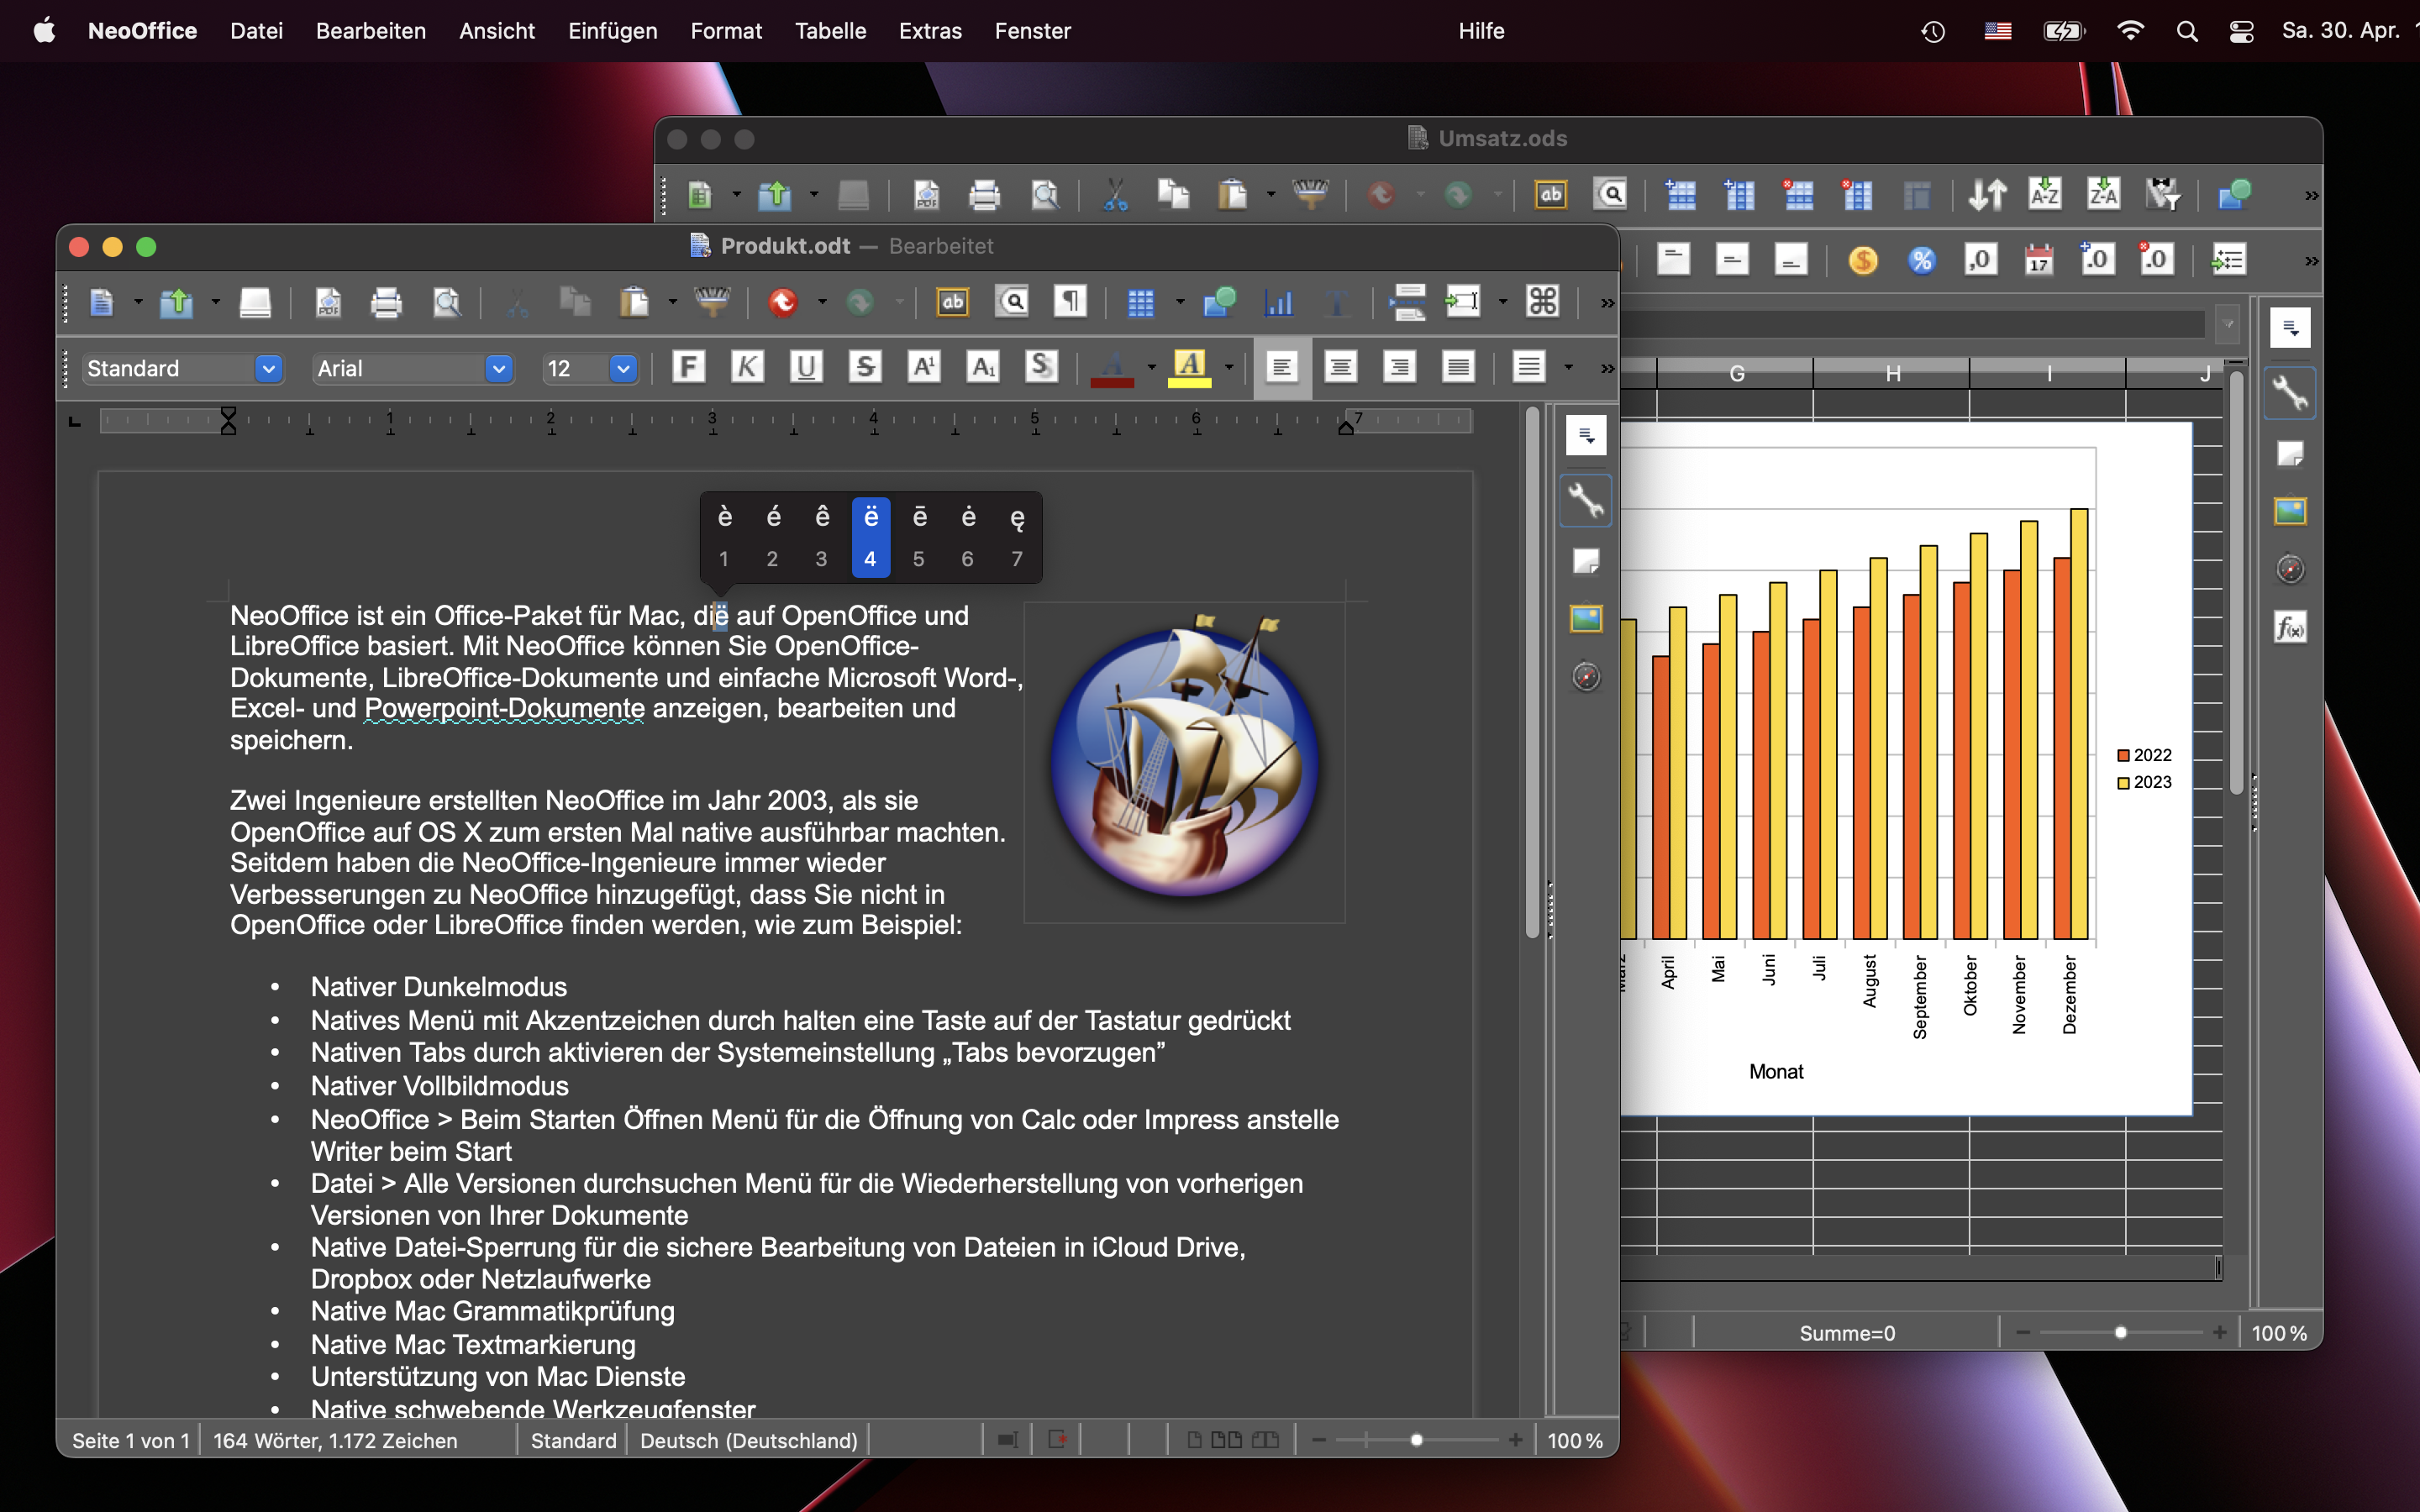 NeoOffice Datei Bearbeiten Ansicht Einfügen Format Tabelle Extras Fenster Hilfe Sa. 30. Apr.
Umsatz.ods
Produkt.odt — Bearbeitet
Standard Arial 12
1 2 3 4 5 6 7
è é ê ë ē ė ę
1 2 3 4 5 6 7
NeoOffice ist ein Office-Paket für Mac, dië auf OpenOffice und
LibreOffice basiert. Mit NeoOffice können Sie OpenOffice-
Dokumente, LibreOffice-Dokumente und einfache Microsoft Word-,
Excel- und Powerpoint-Dokumente anzeigen, bearbeiten und
speichern.
Zwei Ingenieure erstellten NeoOffice im Jahr 2003, als sie
OpenOffice auf OS X zum ersten Mal native ausführbar machten.
Seitdem haben die NeoOffice-Ingenieure immer wieder
Verbesserungen zu NeoOffice hinzugefügt, dass Sie nicht in
OpenOffice oder LibreOffice finden werden, wie zum Beispiel:
• Nativer Dunkelmodus
• Natives Menü mit Akzentzeichen durch halten eine Taste auf der Tastatur gedrückt
• Nativen Tabs durch aktivieren der Systemeinstellung „Tabs bevorzugen”
• Nativer Vollbildmodus
• NeoOffice > Beim Starten Öffnen Menü für die Öffnung von Calc oder Impress anstelle
Writer beim Start
• Datei > Alle Versionen durchsuchen Menü für die Wiederherstellung von vorherigen
Versionen von Ihrer Dokumente
• Native Datei-Sperrung für die sichere Bearbeitung von Dateien in iCloud Drive,
Dropbox oder Netzlaufwerke
• Native Mac Grammatikprüfung
• Native Mac Textmarkierung
• Unterstützung von Mac Dienste
• Native schwebende Werkzeugfenster
Seite 1 von 1 164 Wörter, 1.172 Zeichen Standard Deutsch (Deutschland) 100 %
G H I J
2022
2023
April Mai Juni Juli August September Oktober November Dezember
Monat
Summe=0 100 %